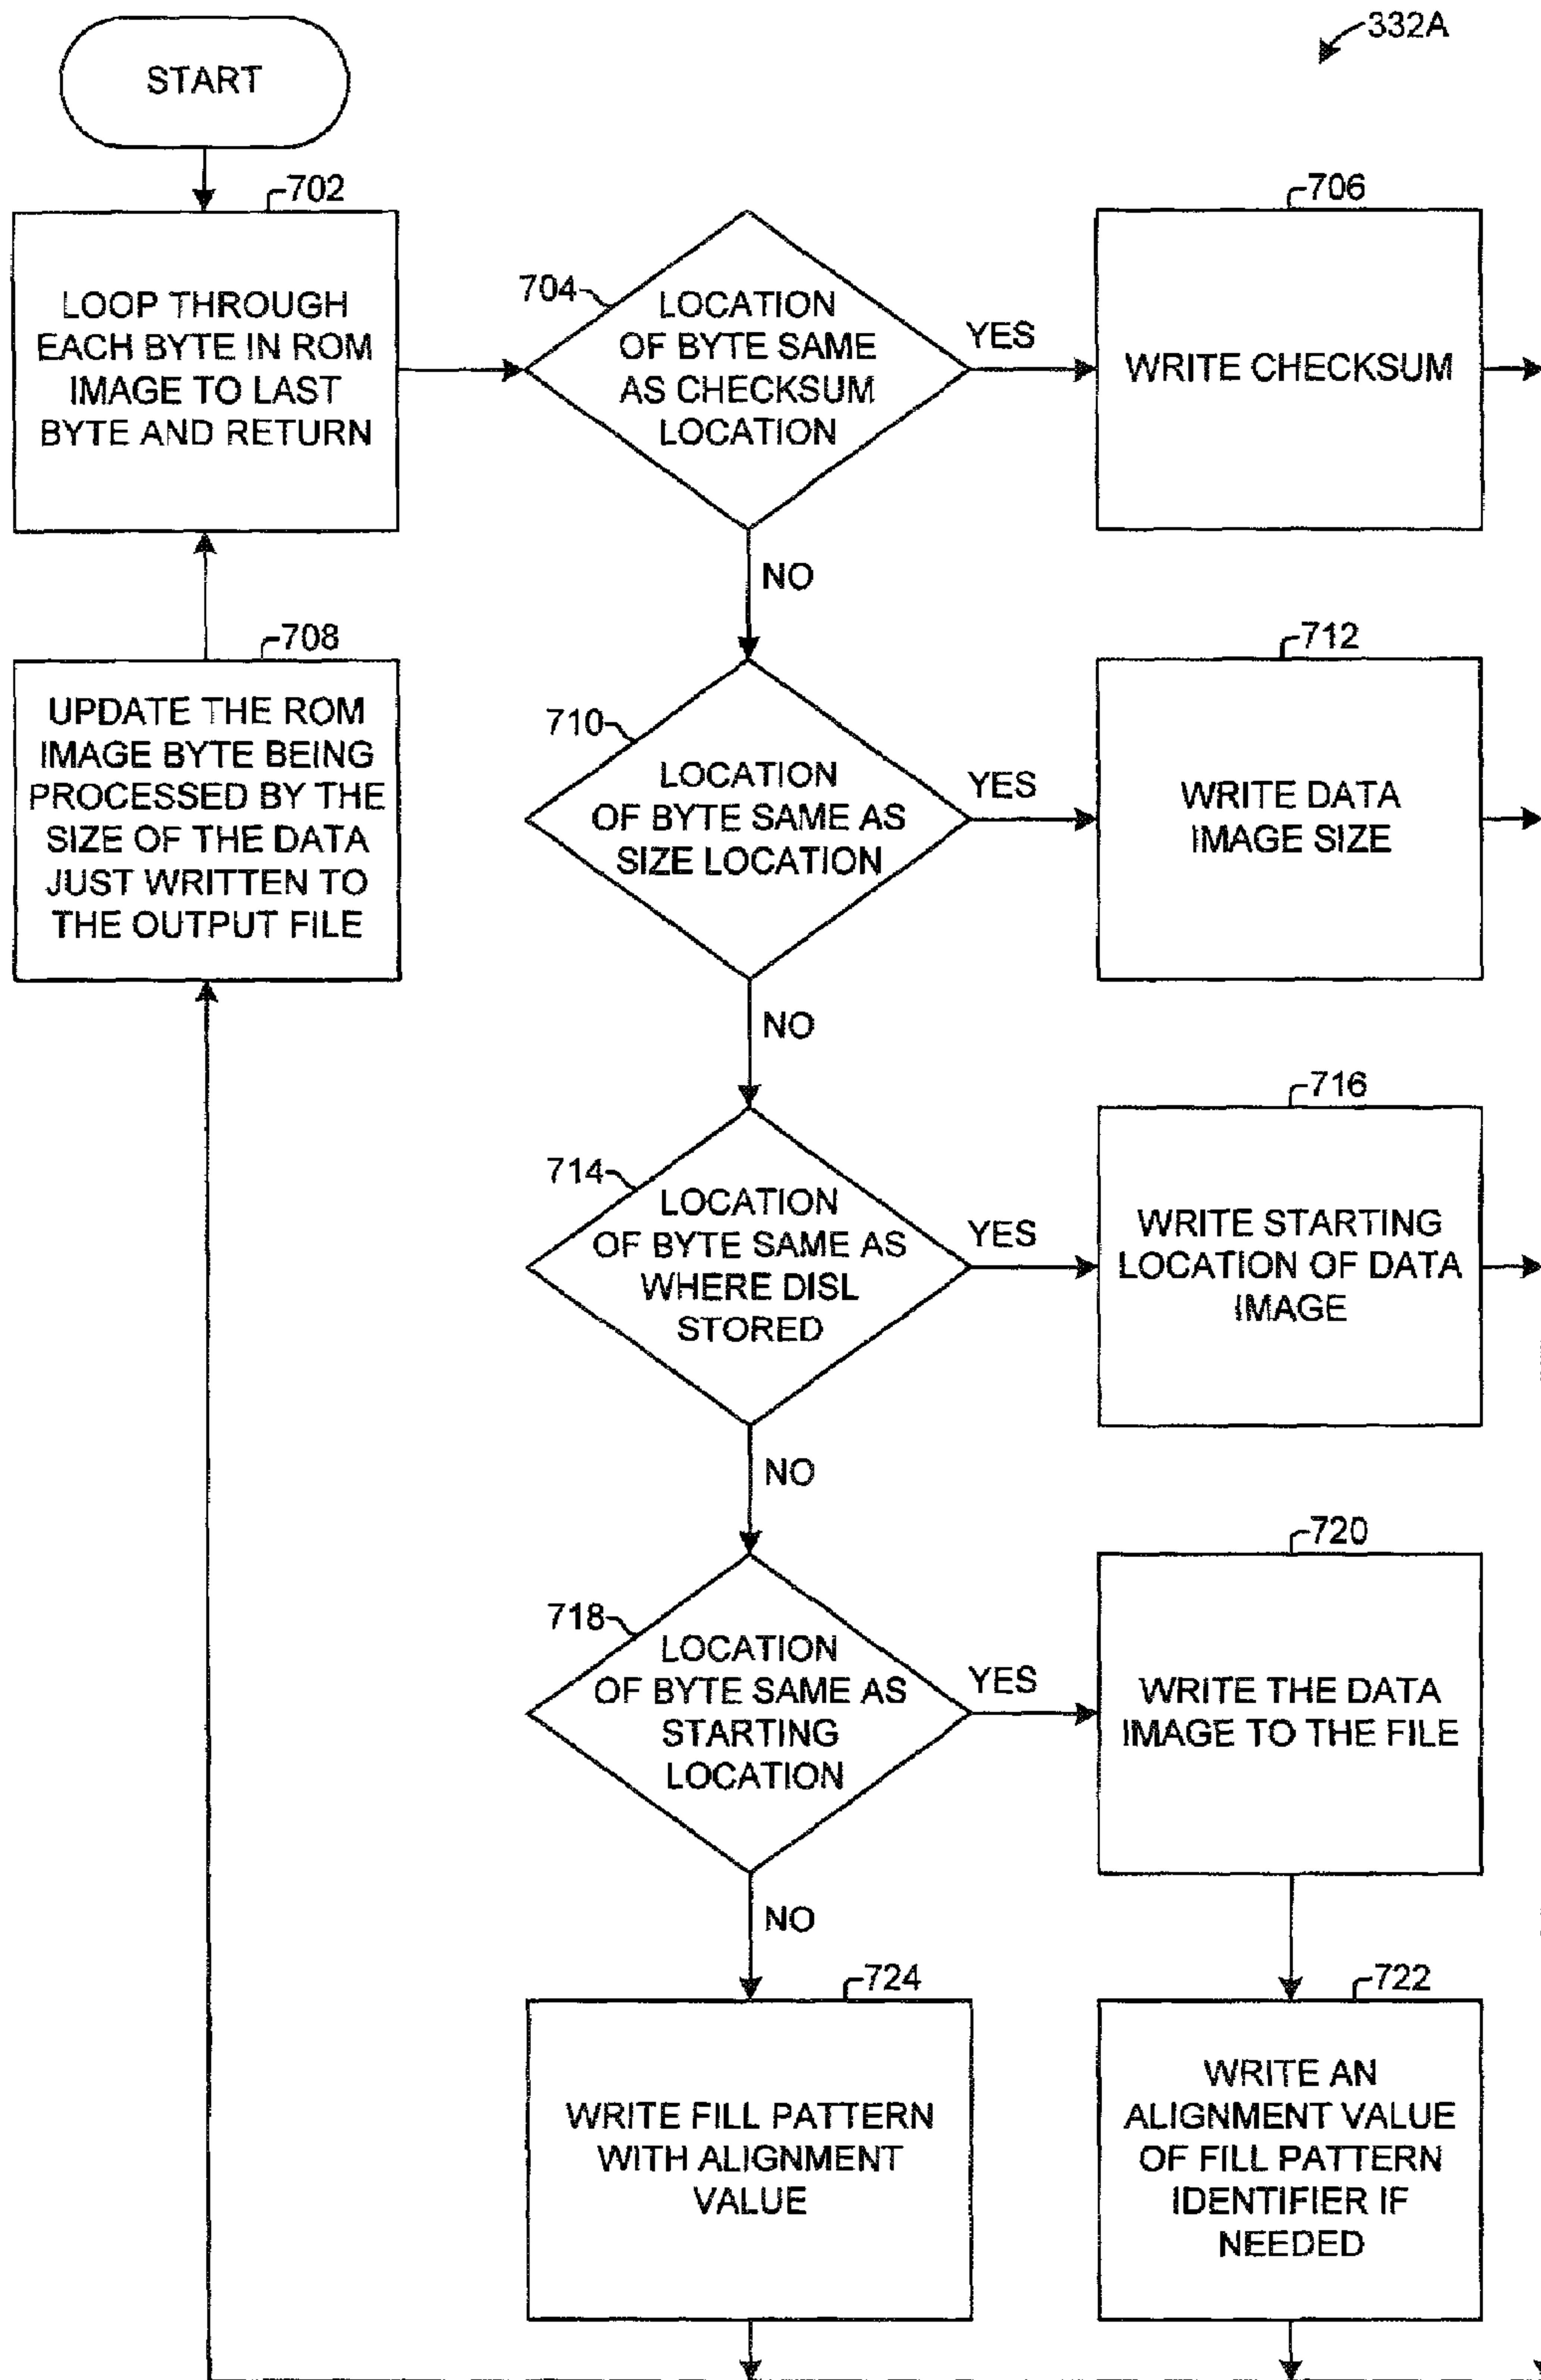 332A
START
702
LOOP THROUGH
EACH BYTE IN ROM
IMAGE TO LAST
BYTE AND RETURN
704
LOCATION
OF BYTE SAME
AS CHECKSUM
LOCATION
YES
706
WRITE CHECKSUM
NO
708
UPDATE THE ROM
IMAGE BYTE BEING
PROCESSED BY THE
SIZE OF THE DATA
JUST WRITTEN TO
THE OUTPUT FILE
710
LOCATION
OF BYTE SAME AS
SIZE LOCATION
YES
712
WRITE DATA
IMAGE SIZE
NO
714
LOCATION
OF BYTE SAME AS
WHERE DISL
STORED
YES
716
WRITE STARTING
LOCATION OF DATA
IMAGE
NO
718
LOCATION
OF BYTE SAME AS
STARTING
LOCATION
YES
720
WRITE THE DATA
IMAGE TO THE FILE
NO
724
WRITE FILL PATTERN
WITH ALIGNMENT
VALUE
722
WRITE AN
ALIGNMENT VALUE
OF FILL PATTERN
IDENTIFIER IF
NEEDED